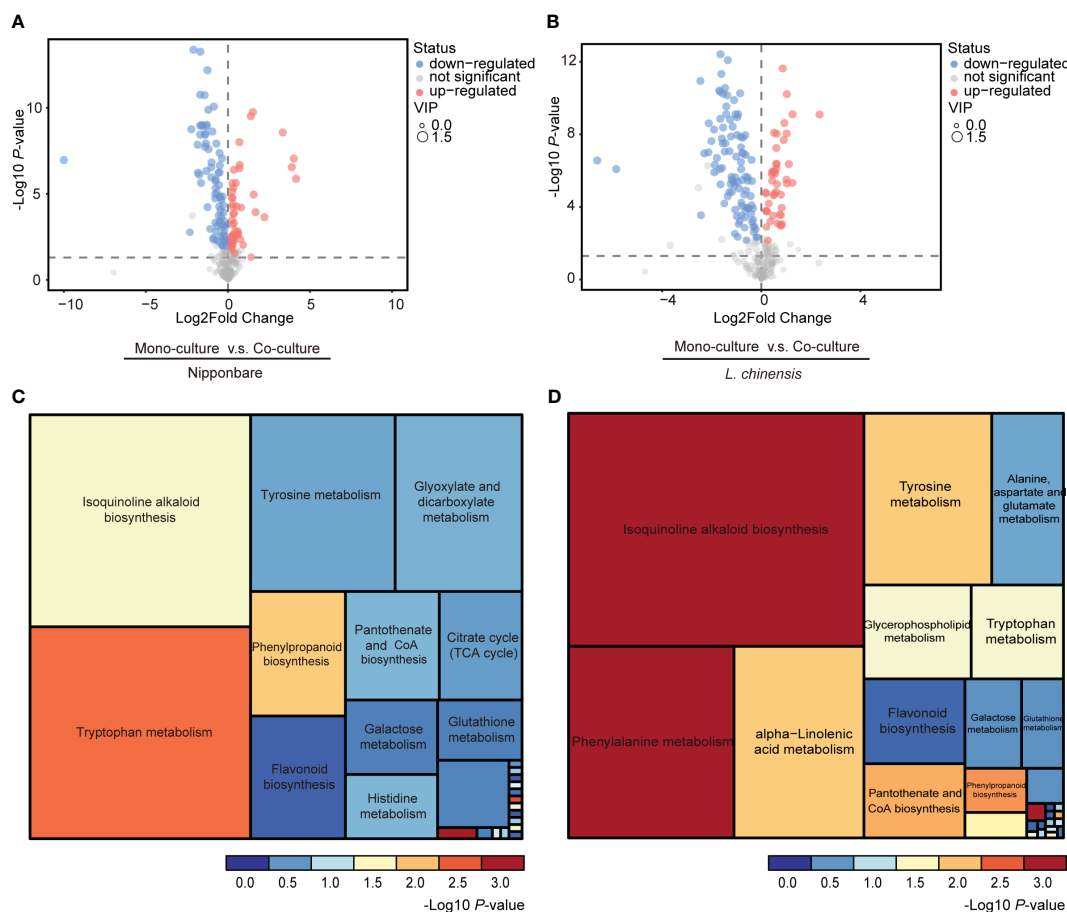 A
Status
down-regulated
not significant
up-regulated
VIP
0.0
1.5
-Log10 P-value
10
5
0
−10
−5
0
5
10
Log2Fold Change
Mono-culture v.s. Co-culture
Nipponbare
B
Status
down-regulated
not significant
up-regulated
VIP
0.0
1.5
-Log10 P-value
12
8
4
0
−4
0
4
Log2Fold Change
Mono-culture v.s. Co-culture
L. chinensis
C
Isoquinoline alkaloid
biosynthesis
Tyrosine metabolism
Glyoxylate and
dicarboxylate
metabolism
Tryptophan metabolism
Phenylpropanoid
biosynthesis
Pantothenate
and CoA
biosynthesis
Citrate cycle
(TCA cycle)
Flavonoid
biosynthesis
Galactose
metabolism
Glutathione
metabolism
Histidine
metabolism
0.0 0.5 1.0 1.5 2.0 2.5 3.0
-Log10 P-value
D
Isoquinoline alkaloid biosynthesis
Tyrosine
metabolism
Alanine,
aspartate and
glutamate
metabolism
Glycerophospholipid
metabolism
Tryptophan
metabolism
Phenylalanine metabolism
alpha−Linolenic
acid metabolism
Flavonoid
biosynthesis
Galactose
metabolism
Glutathione
metabolism
Pantothenate and
CoA biosynthesis
Phenylpropanoid
biosynthesis
0.0 0.5 1.0 1.5 2.0 2.5 3.0
-Log10 P-value